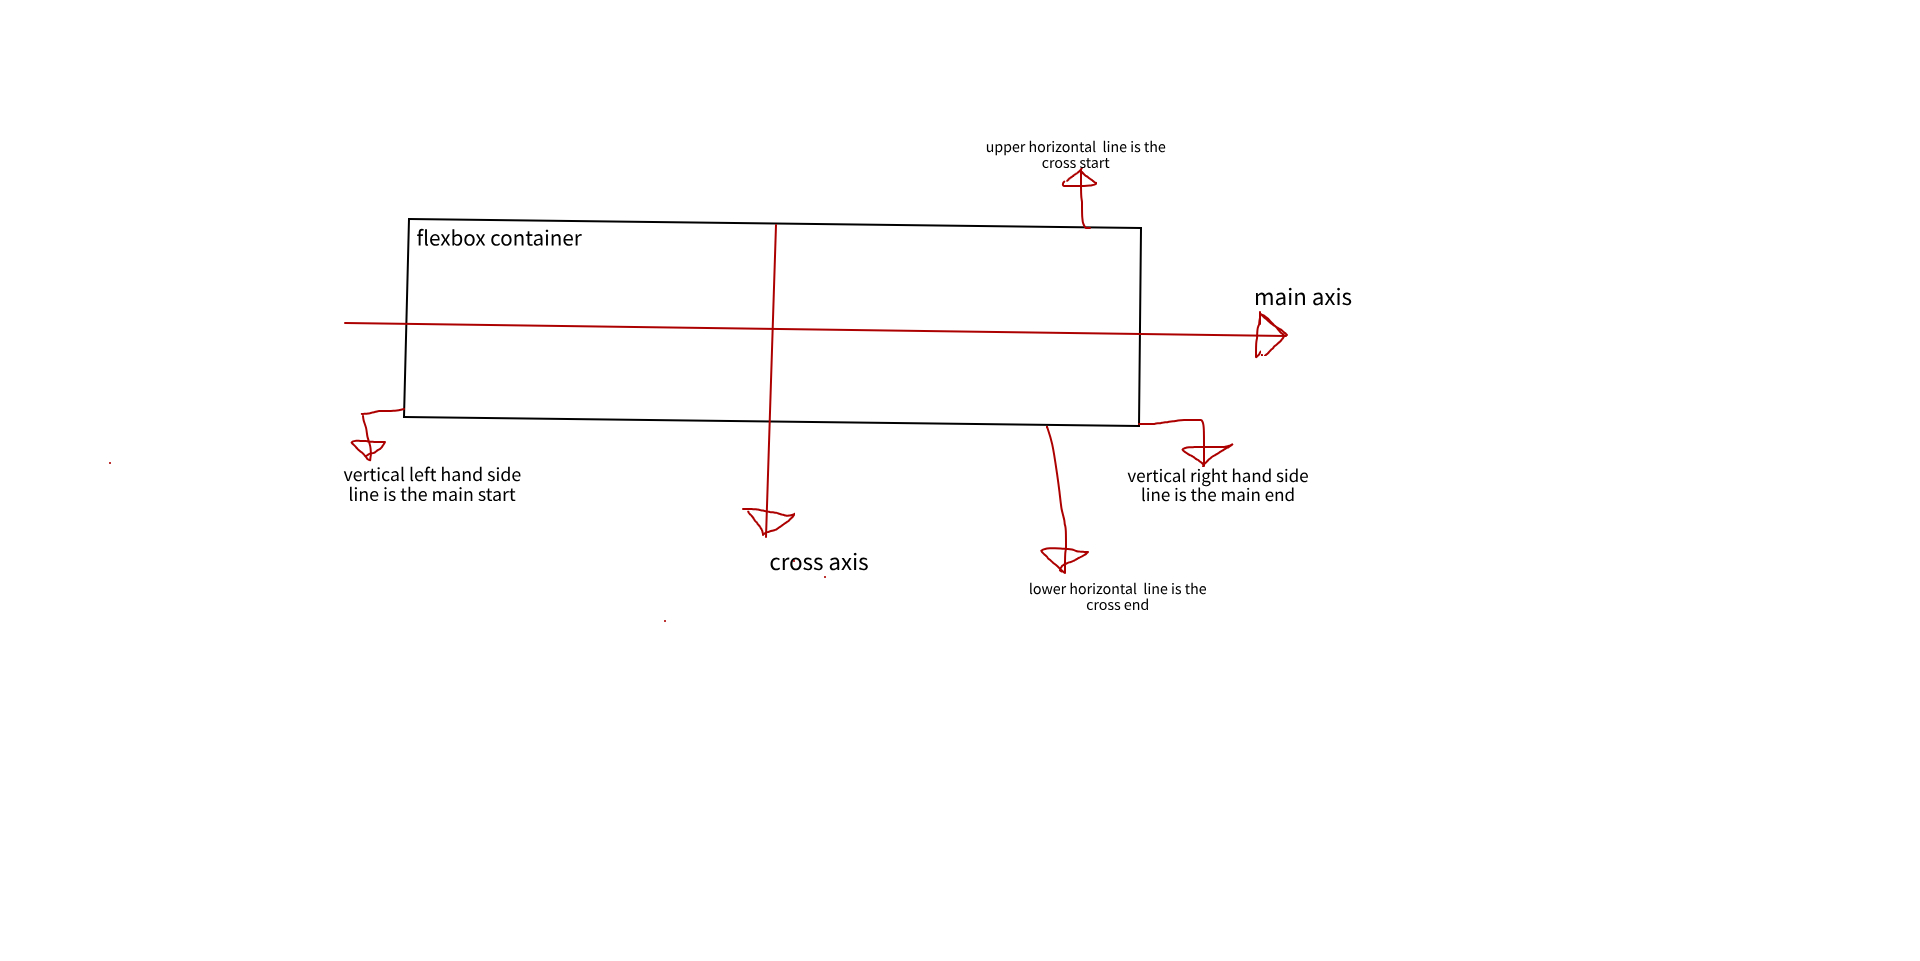 upper horizontal  line is the
cross start
flexbox container
main axis
vertical left hand side
line is the main start
vertical right hand side
line is the main end
cross axis
lower horizontal  line is the
cross end